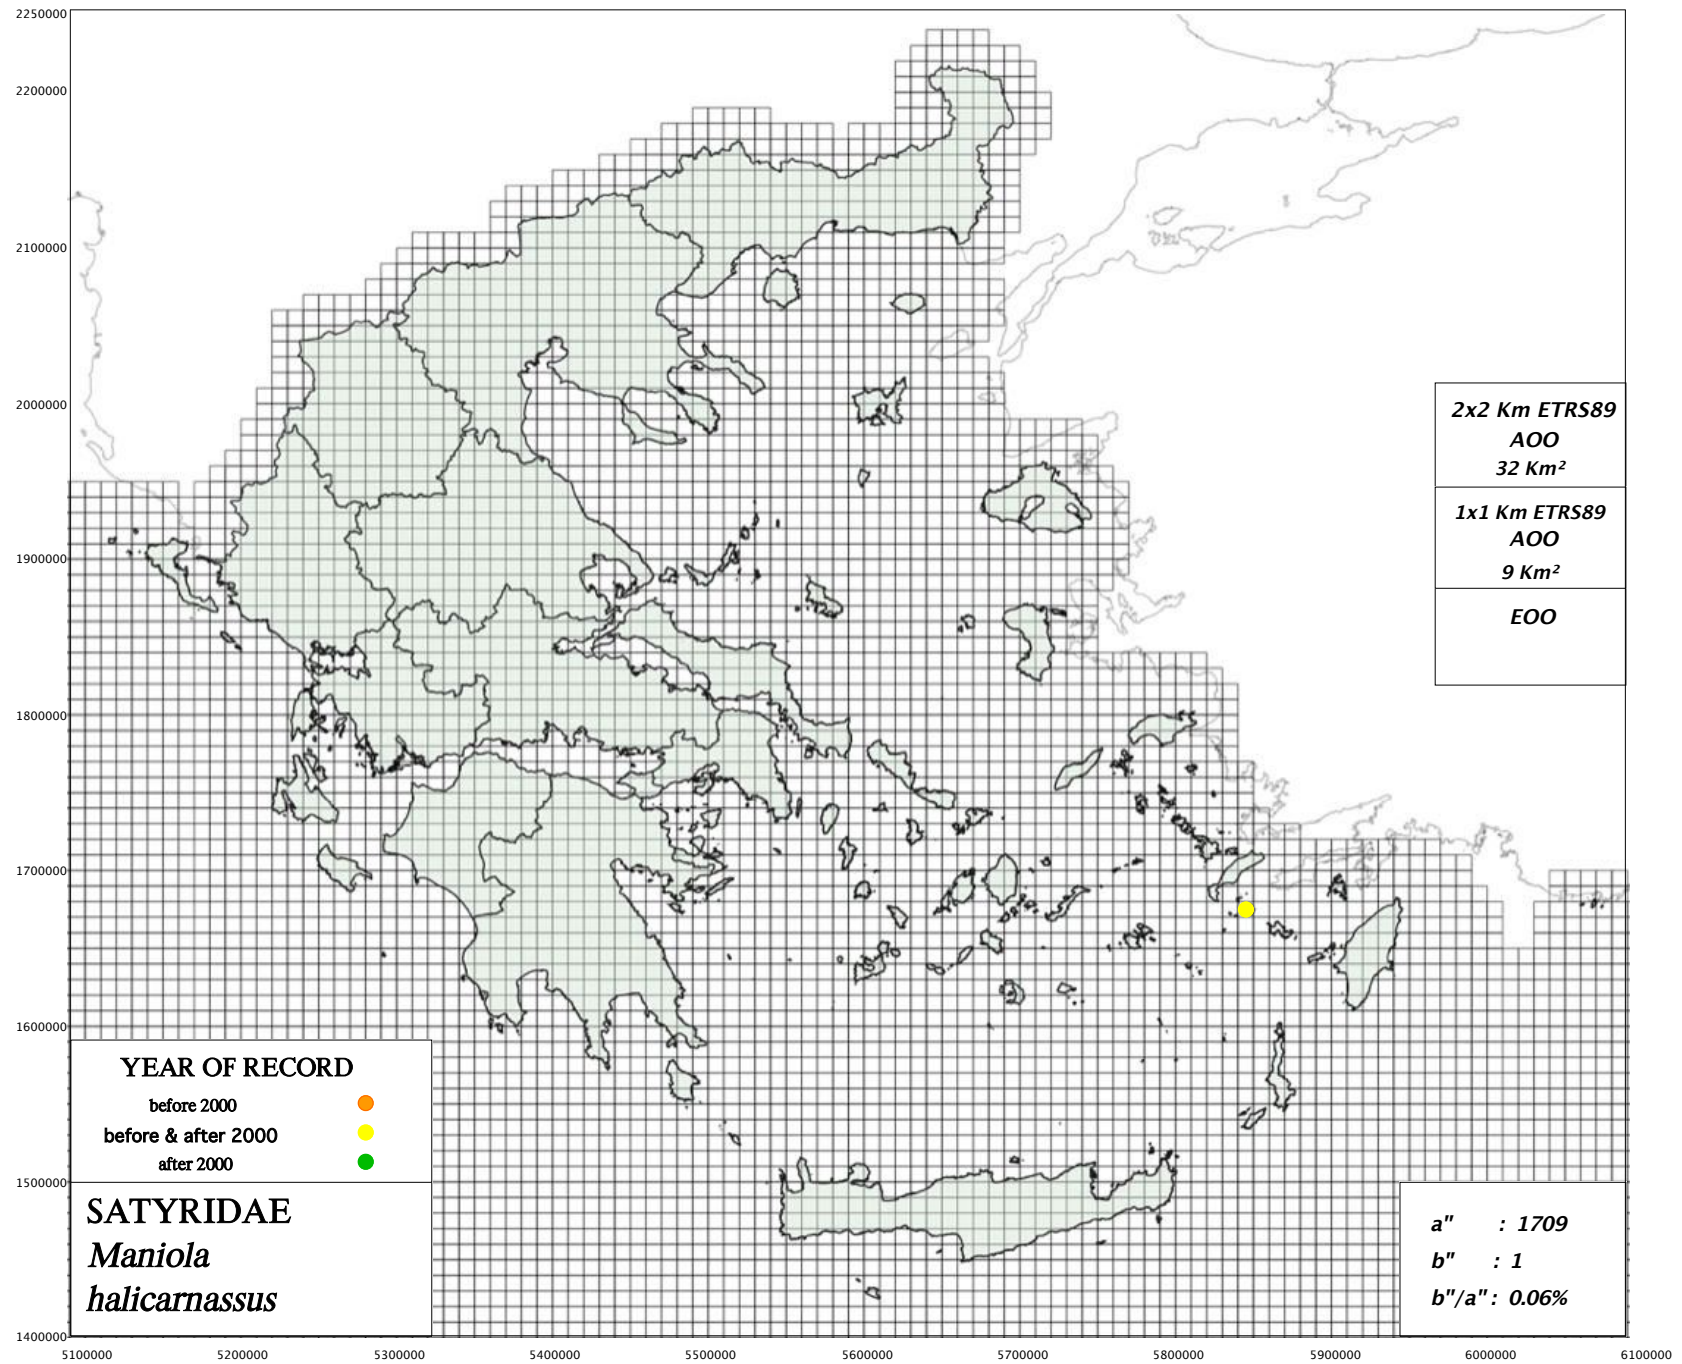 2250000
2200000
2100000
2000000
1900000
1800000
1700000
1600000
1500000
1400000
2x2 Km ETRS89
AOO
32 Km²
1x1 Km ETRS89
AOO
9 Km²
EOO
YEAR OF RECORD
before 2000
before & after 2000
after 2000
SATYRIDAE
Maniola
halicarnassus
a" : 1709
b" : 1
b"/a" : 0.06%
5100000 5200000 5300000 5400000 5500000 5600000 5700000 5800000 5900000 6000000 6100000